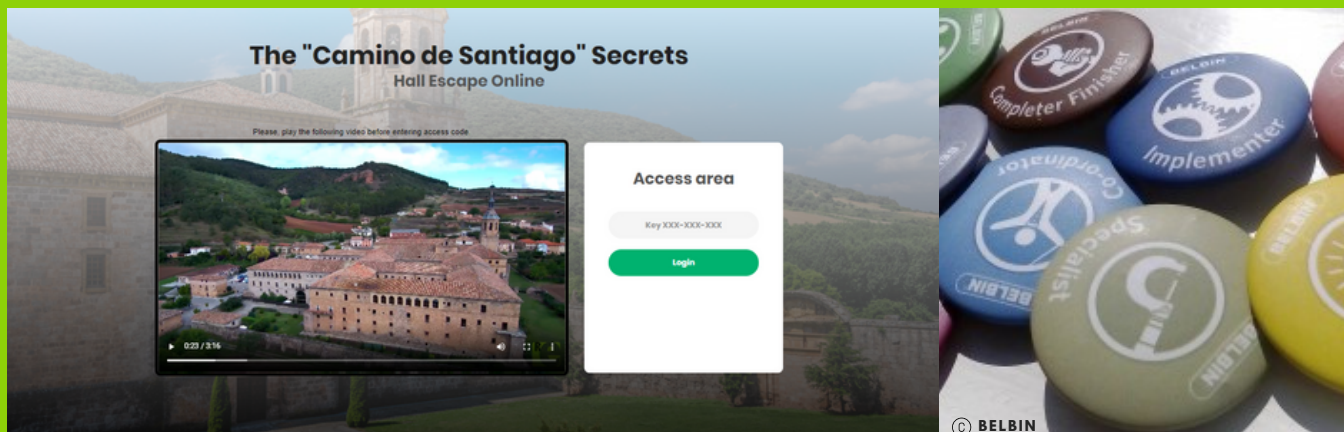 The "Camino de Santiago" Secrets
Hall Escape Online
Please, play the following video before entering access code
0:23 / 3:16
Access area
Key XXX-XXX-XXX
Login
BELBIN
Completer Finisher
BELBIN
Implementer
Co-ordinator
BELBIN
Specialist
BELBIN
BELBIN
© BELBIN